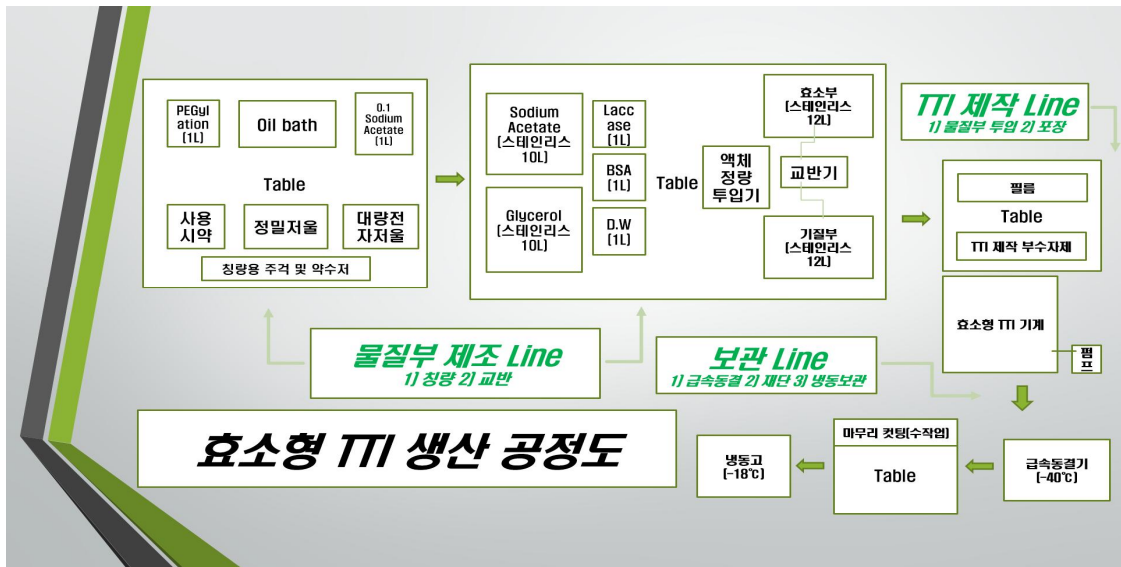 PEGyl
ation
[1L]
Oil bath
0.1
Sodium
Acetate
[1L]
Table
사용
시약
정밀저울
대량전
자저울
칭량용 주걱 및 약수저
Sodium
Acetate
[스테인리스
10L]
Glycerol
[스테인리스
10L]
Lacc
ase
[1L]
BSA
[1L]
D.W
[1L]
Table
액체
정량
투입기
효소부
[스테인리스
12L]
교반기
기질부
[스테인리스
12L]
TTI 제작 Line
1] 물질부 투입 2] 포장
필름
Table
TTI 제작 부수자재
효소형 TTI 기계
펌
프
물질부 제조 Line
1] 칭량 2] 교반
보관 Line
1] 급속동결 2] 재단 3] 냉동보관
효소형 TTI 생산 공정도
냉동고
[-18℃]
마무리 컷팅[수작업]
Table
급속동결기
[-40℃]